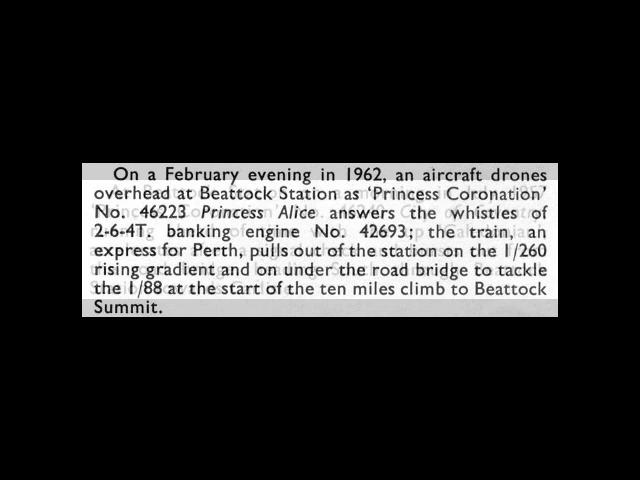 On a February evening in 1962, an aircraft drones
overhead at Beattock Station as ‘Princess Coronation’
No. 46223 Princess Alice answers the whistles of
2-6-4T. banking engine No. 42693; the train, an
express for Perth, pulls out of the station on the 1/260
rising gradient and on under the road bridge to tackle
the 1/88 at the start of the ten miles climb to Beattock
Summit.